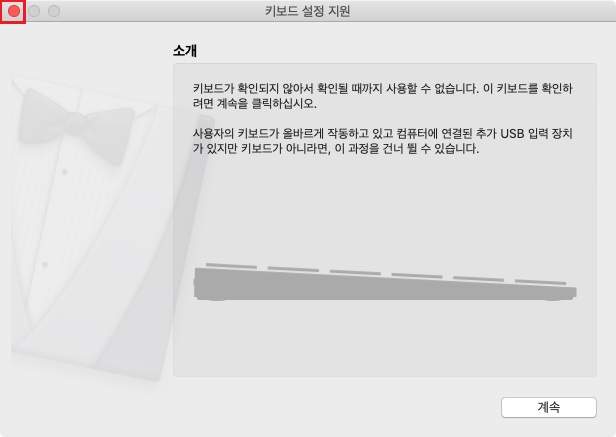 키보드 설정 지원
소개
키보드가 확인되지 않아서 확인될 때까지 사용할 수 없습니다. 이 키보드를 확인하
려면 계속을 클릭하십시오.
사용자의 키보드가 올바르게 작동하고 있고 컴퓨터에 연결된 추가 USB 입력 장치
가 있지만 키보드가 아니라면, 이 과정을 건너 뛸 수 있습니다.
계속